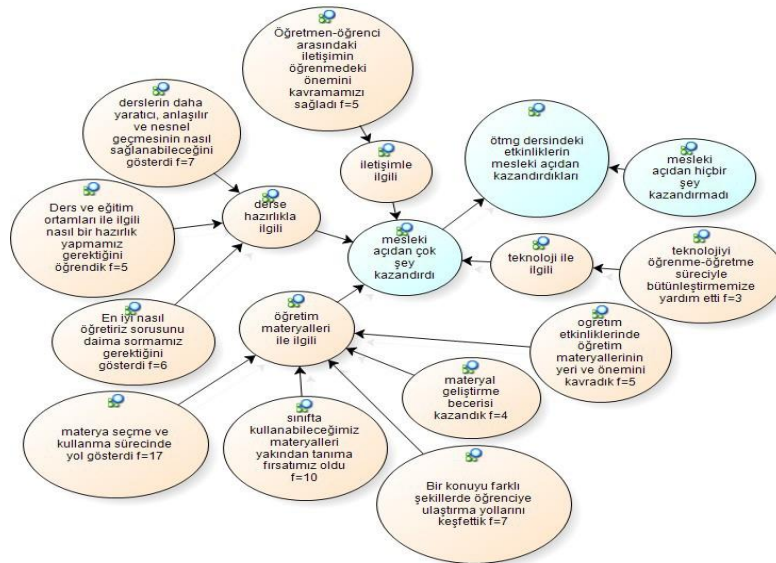 Öğretmen-öğrenci
arasındaki
iletişimin
öğrenmedeki
önemini
kavramamızı
sağladı f=5
derslerin daha
yaratıcı, anlaşılır
ve nesnel
geçmesinin nasıl
sağlanabileceğini
gösterdi f=7
ötmg dersindeki
etkinliklerin
mesleki açıdan
kazandırdıkları
iletişimle
ilgili
mesleki
açıdan hiçbir
şey
kazandırmadı
Ders ve eğitim
ortamları ile ilgili
nasıl bir hazırlık
yapmamız
gerektiğini
öğrendik f=5
derse
hazırlıkla
ilgili
mesleki
açıdan çok
şey
kazandırdı
teknoloji ile
ilgili
teknolojiyi
öğrenme-öğretme
süreciyle
bütünleştirmemize
yardım etti f=3
En iyi nasıl
öğretiriz sorusunu
daima sormamız
gerektiğini
gösterdi f=6
öğretim
materyalleri
ile ilgili
ogretim
etkinliklerinde
öğretim
materyallerinin
yeri ve önemini
kavradık f=5
materyal
geliştirme
becerisi
kazandık f=4
materya seçme ve
kullanma sürecinde
yol gösterdi f=17
sınıfta
kullanabileceğimiz
materyalleri
yakından tanıma
fırsatımız oldu
f=10
Bir konuyu farklı
şekillerde öğrenciye
ulaştırma yollarını
keşfettik f=7